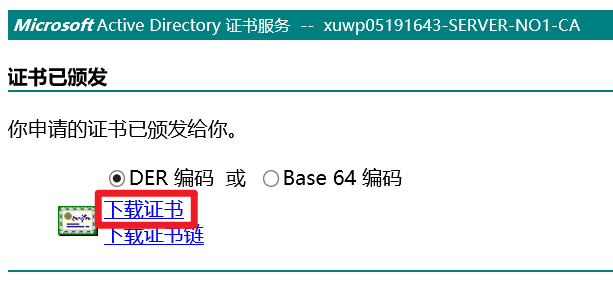 Microsoft Active Directory 证书服务 -- xuwp05191643-SERVER-NO1-CA
证书已颁发
你申请的证书已颁发给你。
DER 编码 或 Base 64 编码
下载证书
下载证书链